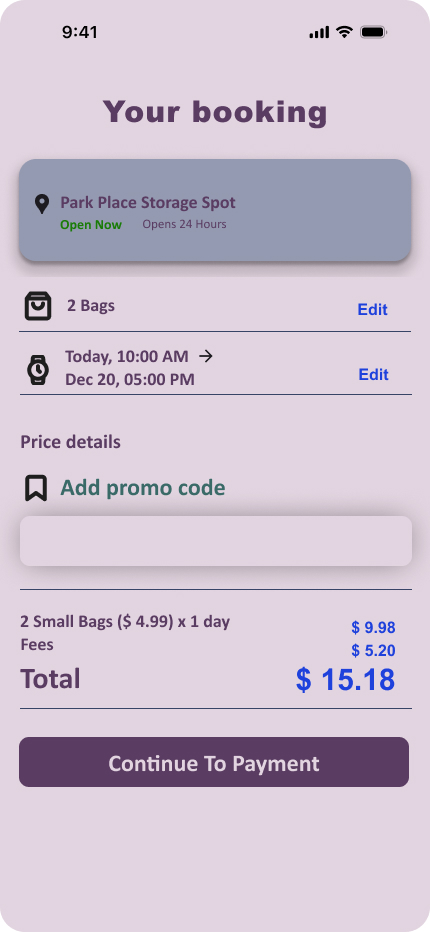 9:41
Your booking
Park Place Storage Spot
Open Now Opens 24 Hours
2 Bags Edit
Today, 10:00 AM →
Dec 20, 05:00 PM Edit
Price details
Add promo code
2 Small Bags ($ 4.99) x 1 day $ 9.98
Fees $ 5.20
Total $ 15.18
Continue To Payment